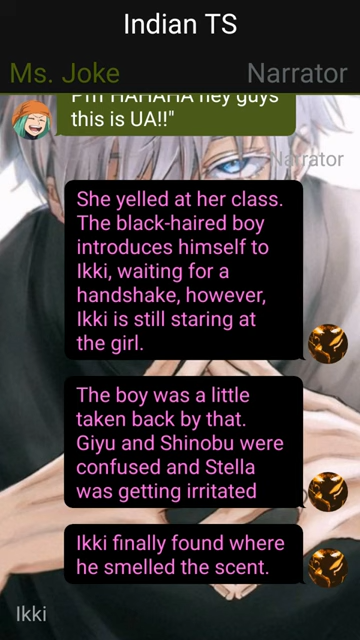 Indian TS
Ms. Joke
Narrator
I'm HAHAHA hey guys
this is UA!!"
Narrator
She yelled at her class.
The black-haired boy
introduces himself to
Ikki, waiting for a
handshake, however,
Ikki is still staring at
the girl.
The boy was a little
taken back by that.
Giyu and Shinobu were
confused and Stella
was getting irritated
Ikki finally found where
he smelled the scent.
Ikki